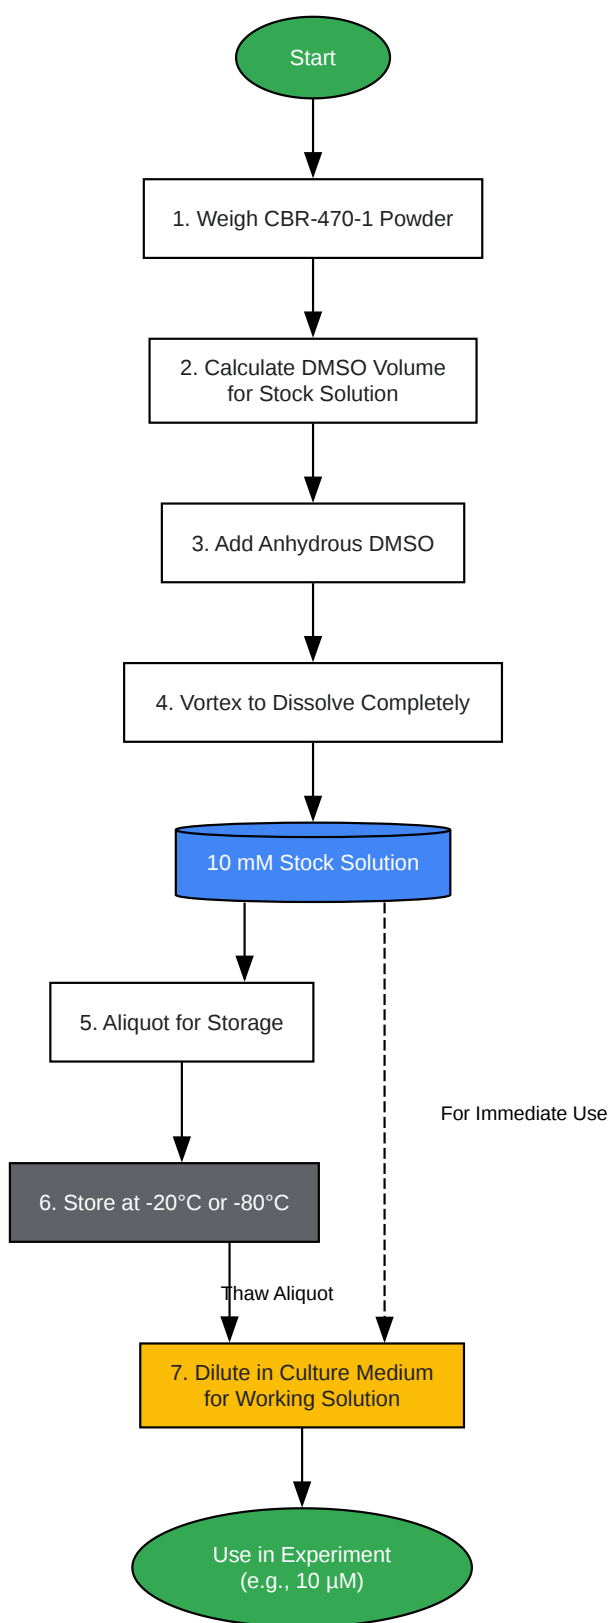 Start
1. Weigh CBR-470-1 Powder
2. Calculate DMSO Volume
for Stock Solution
3. Add Anhydrous DMSO
4. Vortex to Dissolve Completely
10 mM Stock Solution
5. Aliquot for Storage
For Immediate Use
6. Store at -20°C or -80°C
Thaw Aliquot
7. Dilute in Culture Medium
for Working Solution
Use in Experiment
(e.g., 10 µM)